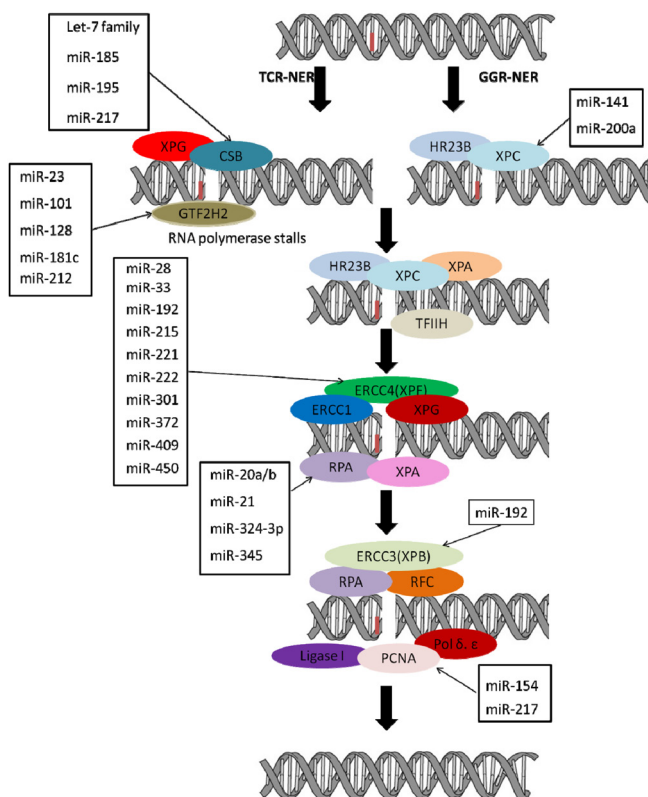 Let-7 family
miR-185
miR-195
miR-217
TCR-NER
GGR-NER
miR-141
miR-200a
XPG
CSB
HR23B
XPC
miR-23
miR-101
miR-128
miR-181c
miR-212
GTF2H2
RNA polymerase stalls
HR23B
XPC
XPA
TFIIH
miR-28
miR-33
miR-192
miR-215
miR-221
miR-222
miR-301
miR-372
miR-409
miR-450
ERCC4(XPF)
ERCC1
XPG
RPA
XPA
miR-20a/b
miR-21
miR-324-3p
miR-345
miR-192
ERCC3(XPB)
RPA
RFC
Pol δ, ε
Ligase I
PCNA
miR-154
miR-217